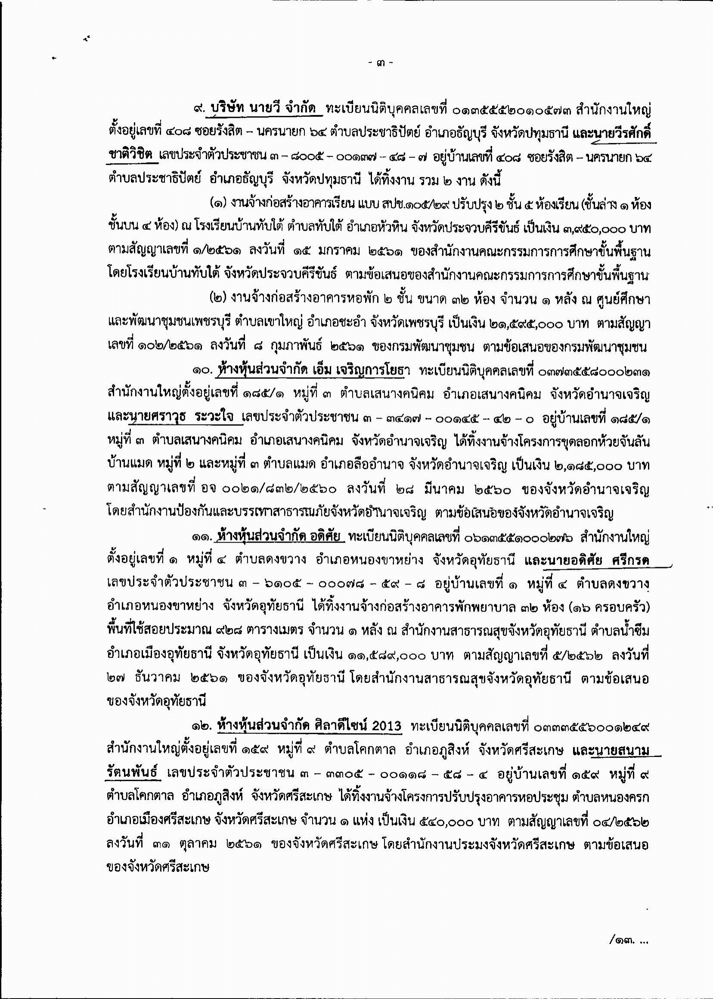 - ๓ -
๙. บริษัท นายวี จำกัด ทะเบียนนิติบุคคลเลขที่ ๐๑๓๕๕๕๒๐๑๐๕๗๓ สำนักงานใหญ่
ตั้งอยู่เลขที่ ๔๐๘ ซอยรังสิต – นครนายก ๖๔ ตำบลประชาธิปัตย์ อำเภอธัญบุรี จังหวัดปทุมธานี และนายวีรศักดิ์
ชาติวิชิต เลขประจำตัวประชาชน ๓ – ๘๐๐๕ – ๐๐๑๓๗ – ๔๘ – ๗ อยู่บ้านเลขที่ ๔๐๘ ซอยรังสิต – นครนายก ๖๔
ตำบลประชาธิปัตย์ อำเภอธัญบุรี จังหวัดปทุมธานี ได้ทิ้งงาน รวม ๒ งาน ดังนี้
(๑) งานจ้างก่อสร้างอาคารเรียน แบบ สปช.๑๐๕/๒๙ ปรับปรุง ๒ ชั้น ๕ ห้องเรียน (ชั้นล่าง ๑ ห้อง
ชั้นบน ๔ ห้อง) ณ โรงเรียนบ้านทับใต้ ตำบลทับใต้ อำเภอหัวหิน จังหวัดประจวบคีรีขันธ์ เป็นเงิน ๓,๙๕๐,๐๐๐ บาท
ตามสัญญาเลขที่ ๑/๒๕๖๑ ลงวันที่ ๑๕ มกราคม ๒๕๖๑ ของสำนักงานคณะกรรมการการศึกษาขั้นพื้นฐาน
โดยโรงเรียนบ้านทับใต้ จังหวัดประจวบคีรีขันธ์ ตามข้อเสนอของสำนักงานคณะกรรมการการศึกษาขั้นพื้นฐาน
(๒) งานจ้างก่อสร้างอาคารหอพัก ๒ ชั้น ขนาด ๓๒ ห้อง จำนวน ๑ หลัง ณ ศูนย์ศึกษา
และพัฒนาชุมชนเพชรบุรี ตำบลเขาใหญ่ อำเภอชะอำ จังหวัดเพชรบุรี เป็นเงิน ๒๑,๕๙๕,๐๐๐ บาท ตามสัญญา
เลขที่ ๑๐๒/๒๕๖๑ ลงวันที่ ๘ กุมภาพันธ์ ๒๕๖๑ ของกรมพัฒนาชุมชน ตามข้อเสนอของกรมพัฒนาชุมชน
๑๐. ห้างหุ้นส่วนจำกัด เอ็ม เจริญการโยธา ทะเบียนนิติบุคคลเลขที่ ๐๓๗๓๕๕๘๐๐๐๒๓๑
สำนักงานใหญ่ตั้งอยู่เลขที่ ๑๘๕/๑ หมู่ที่ ๓ ตำบลเสนางคนิคม อำเภอเสนางคนิคม จังหวัดอำนาจเจริญ
และนายศราวุธ ระวะใจ เลขประจำตัวประชาชน ๓ – ๓๔๑๗ – ๐๐๑๔๕ – ๔๒ – ๐ อยู่บ้านเลขที่ ๑๘๕/๑
หมู่ที่ ๓ ตำบลเสนางคนิคม อำเภอเสนางคนิคม จังหวัดอำนาจเจริญ ได้ทิ้งงานจ้างโครงการขุดลอกห้วยจันลัน
บ้านแมด หมู่ที่ ๒ และหมู่ที่ ๓ ตำบลแมด อำเภอลืออำนาจ จังหวัดอำนาจเจริญ เป็นเงิน ๒,๑๘๕,๐๐๐ บาท
ตามสัญญาเลขที่ อจ ๐๐๒๑/๘๓๒/๒๕๖๐ ลงวันที่ ๒๘ มีนาคม ๒๕๖๐ ของจังหวัดอำนาจเจริญ
โดยสำนักงานป้องกันและบรรเทาสาธารณภัยจังหวัดอำนาจเจริญ ตามข้อเสนอของจังหวัดอำนาจเจริญ
๑๑. ห้างหุ้นส่วนจำกัด อดิศัย ทะเบียนนิติบุคคลเลขที่ ๐๖๑๓๕๕๑๐๐๐๒๗๖ สำนักงานใหญ่
ตั้งอยู่เลขที่ ๑ หมู่ที่ ๔ ตำบลดงขวาง อำเภอหนองขาหย่าง จังหวัดอุทัยธานี และนายอดิศัย ศรีกรด
เลขประจำตัวประชาชน ๓ – ๖๑๐๕ – ๐๐๐๗๘ – ๕๙ – ๘ อยู่บ้านเลขที่ ๑ หมู่ที่ ๔ ตำบลดงขวาง
อำเภอหนองขาหย่าง จังหวัดอุทัยธานี ได้ทิ้งงานจ้างก่อสร้างอาคารพักพยาบาล ๓๒ ห้อง (๑๖ ครอบครัว)
พื้นที่ใช้สอยประมาณ ๙๒๘ ตารางเมตร จำนวน ๑ หลัง ณ สำนักงานสาธารณสุขจังหวัดอุทัยธานี ตำบลน้ำซึม
อำเภอเมืองอุทัยธานี จังหวัดอุทัยธานี เป็นเงิน ๑๑,๕๘๙,๐๐๐ บาท ตามสัญญาเลขที่ ๕/๒๕๖๒ ลงวันที่
๒๗ ธันวาคม ๒๕๖๑ ของจังหวัดอุทัยธานี โดยสำนักงานสาธารณสุขจังหวัดอุทัยธานี ตามข้อเสนอ
ของจังหวัดอุทัยธานี
๑๒. ห้างหุ้นส่วนจำกัด ศิลาดีไซน์ 2013 ทะเบียนนิติบุคคลเลขที่ ๐๓๓๓๕๕๖๐๐๑๒๔๙
สำนักงานใหญ่ตั้งอยู่เลขที่ ๑๕๙ หมู่ที่ ๙ ตำบลโคกตาล อำเภอภูสิงห์ จังหวัดศรีสะเกษ และนายสนาม
รัตนพันธ์ เลขประจำตัวประชาชน ๓ – ๓๓๐๕ – ๐๐๑๑๘ – ๕๘ – ๔ อยู่บ้านเลขที่ ๑๕๙ หมู่ที่ ๙
ตำบลโคกตาล อำเภอภูสิงห์ จังหวัดศรีสะเกษ ได้ทิ้งงานจ้างโครงการปรับปรุงอาคารหอประชุม ตำบลหนองครก
อำเภอเมืองศรีสะเกษ จังหวัดศรีสะเกษ จำนวน ๑ แห่ง เป็นเงิน ๕๔๐,๐๐๐ บาท ตามสัญญาเลขที่ ๐๔/๒๕๖๒
ลงวันที่ ๓๑ ตุลาคม ๒๕๖๑ ของจังหวัดศรีสะเกษ โดยสำนักงานประมงจังหวัดศรีสะเกษ ตามข้อเสนอ
ของจังหวัดศรีสะเกษ
/๑๓. ...